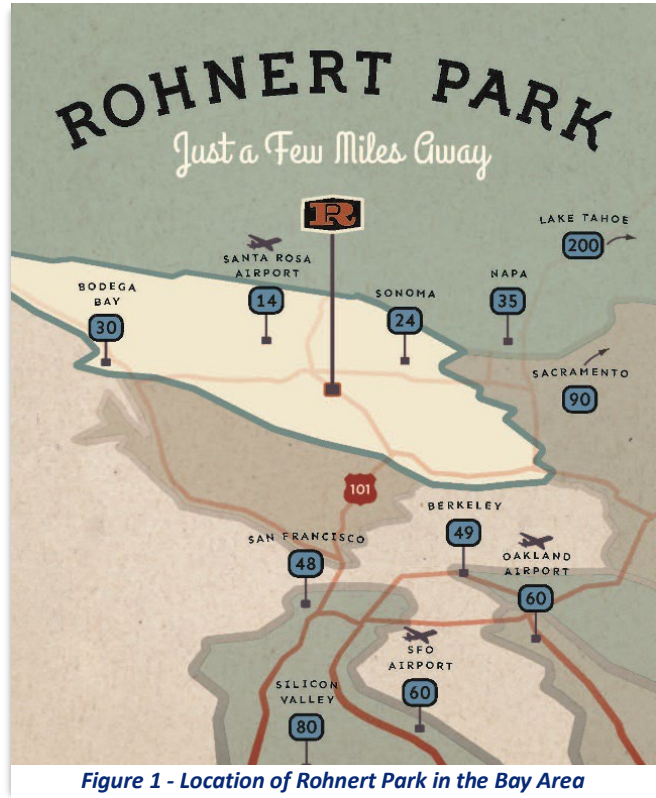 ROHNERT PARK
Just a Few Miles Away
R
LAKE TAHOE
200
SANTA ROSA
AIRPORT
14
NAPA
35
BODEGA
BAY
30
SONOMA
24
SACRAMENTO
90
101
BERKELEY
49
SAN FRANCISCO
48
OAKLAND
AIRPORT
60
SFO
AIRPORT
60
SILICON
VALLEY
80
Figure 1 - Location of Rohnert Park in the Bay Area